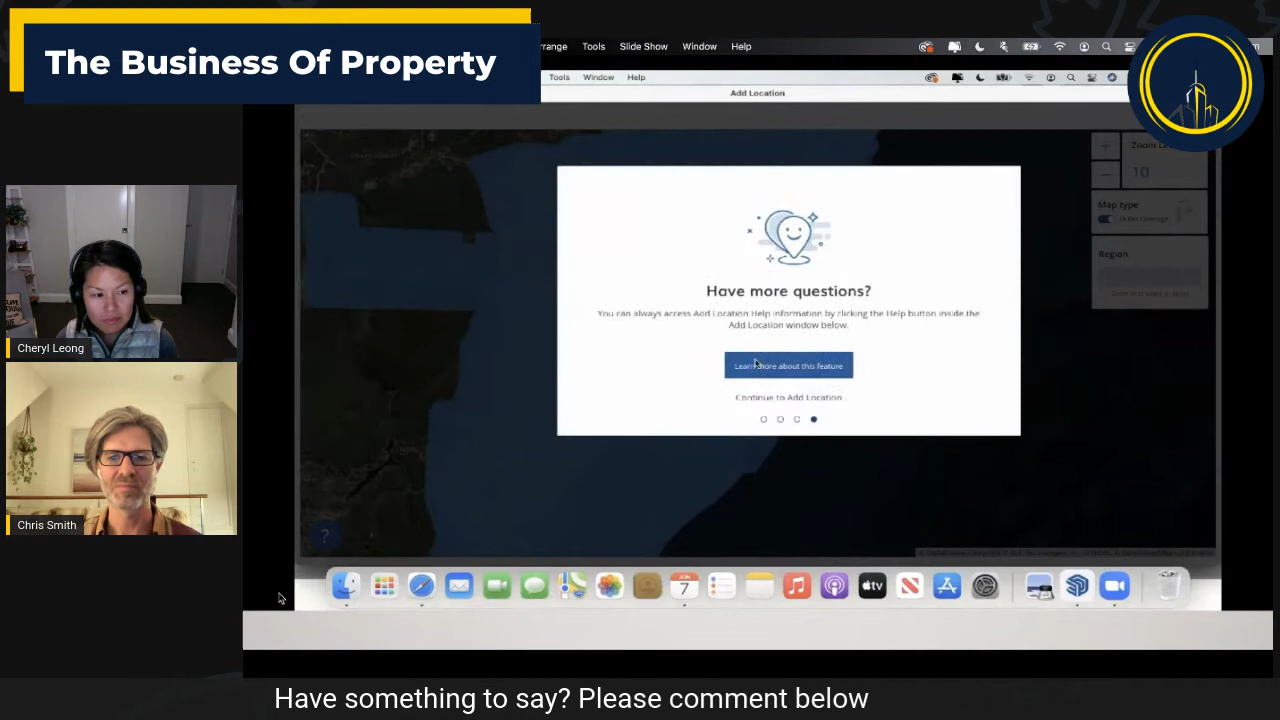 The Business Of Property
Tools Slide Show Window Help
Tools Window Help
Add Location
10
Map type
Region
Have more questions?
You can always access Add Location Help information by clicking the Help button inside the
Add Location window below.
Learn more about this feature
Continue to Add Location
?
Cheryl Leong
Chris Smith
JUN
7
tv
Have something to say? Please comment below